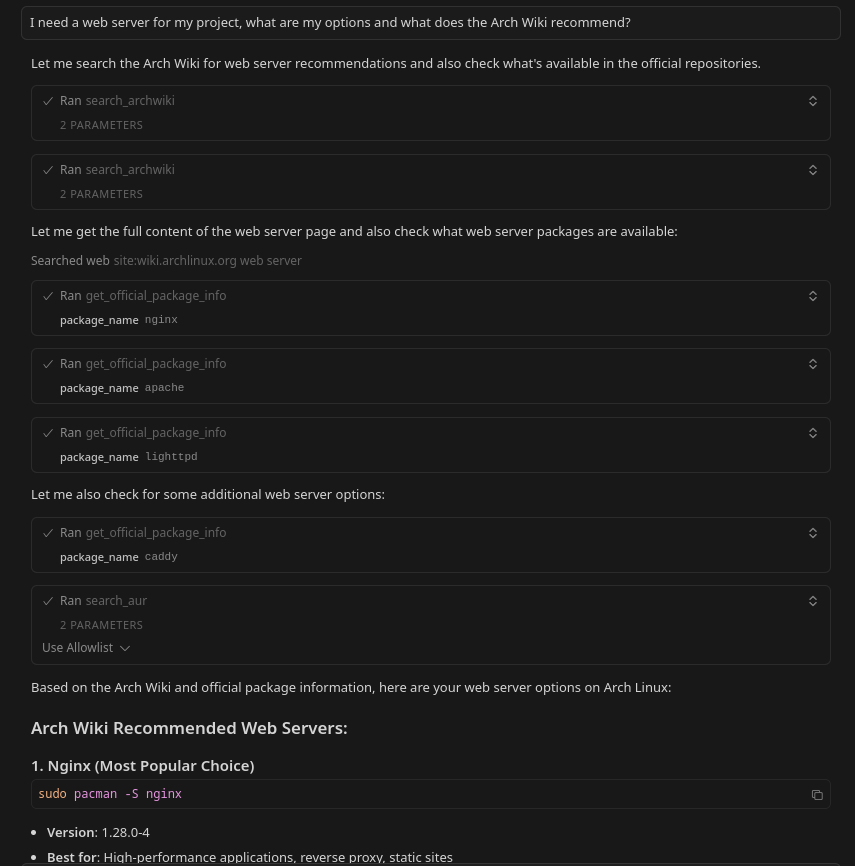 I need a web server for my project, what are my options and what does the Arch Wiki recommend?
Let me search the Arch Wiki for web server recommendations and also check what's available in the official repositories.
Ran search_archwiki
2 PARAMETERS
Ran search_archwiki
2 PARAMETERS
Let me get the full content of the web server page and also check what web server packages are available:
Searched web site:wiki.archlinux.org web server
Ran get_official_package_info
package_name nginx
Ran get_official_package_info
package_name apache
Ran get_official_package_info
package_name lighttpd
Let me also check for some additional web server options:
Ran get_official_package_info
package_name caddy
Ran search_aur
2 PARAMETERS
Use Allowlist
Based on the Arch Wiki and official package information, here are your web server options on Arch Linux:
Arch Wiki Recommended Web Servers:
1. Nginx (Most Popular Choice)
sudo pacman -S nginx
• Version: 1.28.0-4
• Best for: High-performance applications, reverse proxy, static sites